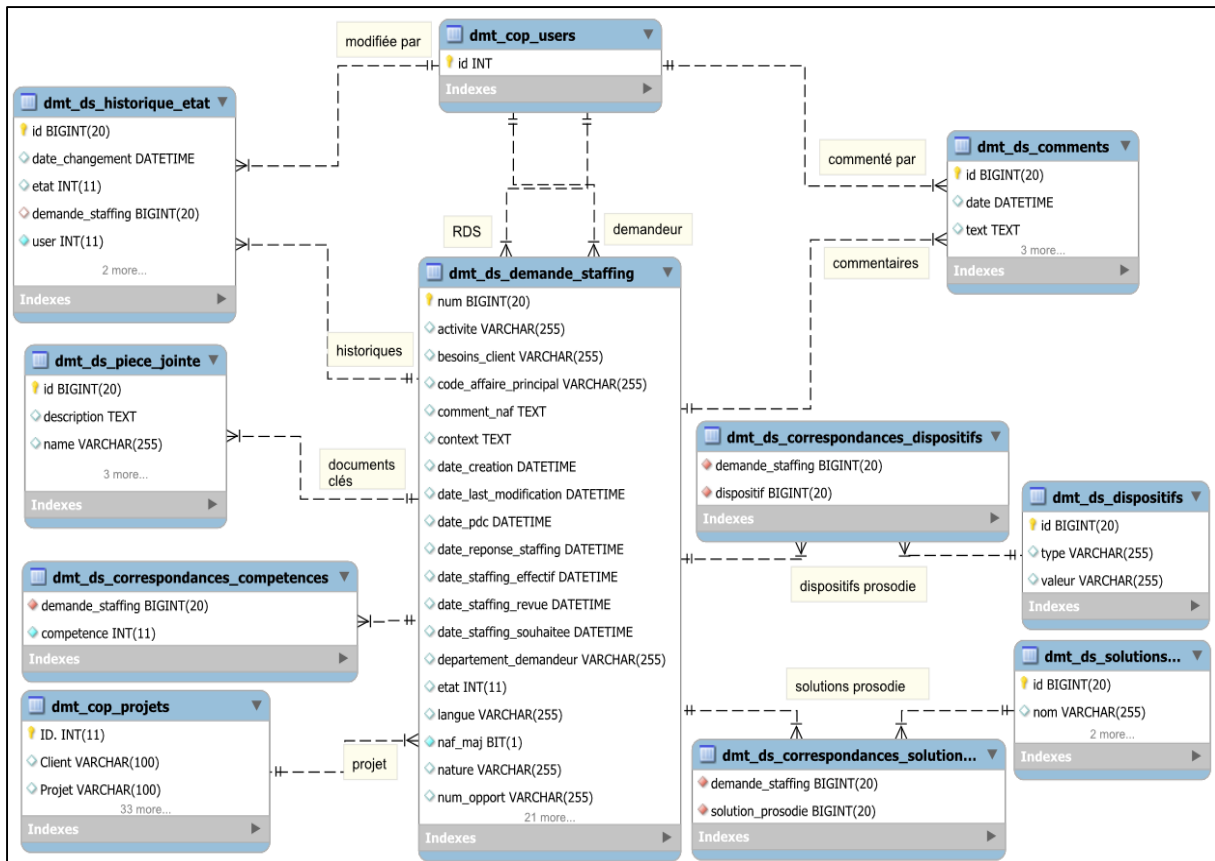 modifiée par
dmt_cop_users
id INT
Indexes
dmt_ds_historique_etat
id BIGINT(20)
date_changement DATETIME
etat INT(11)
demande_staffing BIGINT(20)
user INT(11)
2 more...
Indexes
commenté par
dmt_ds_comments
id BIGINT(20)
date DATETIME
text TEXT
3 more...
Indexes
RDS
demandeur
commentaires
historiques
dmt_ds_demande_staffing
num BIGINT(20)
activite VARCHAR(255)
besoins_client VARCHAR(255)
code_affaire_principal VARCHAR(255)
comment_naf TEXT
context TEXT
date_creation DATETIME
date_last_modification DATETIME
date_pdc DATETIME
date_reponse_staffing DATETIME
date_staffing_effectif DATETIME
date_staffing_revue DATETIME
date_staffing_souhaitee DATETIME
departement_demandeur VARCHAR(255)
etat INT(11)
langue VARCHAR(255)
naf_maj BIT(1)
nature VARCHAR(255)
num_opport VARCHAR(255)
21 more...
Indexes
dmt_ds_piece_jointe
id BIGINT(20)
description TEXT
name VARCHAR(255)
3 more...
Indexes
documents
clés
dmt_ds_correspondances_dispositifs
demande_staffing BIGINT(20)
dispositif BIGINT(20)
Indexes
dmt_ds_dispositifs
id BIGINT(20)
type VARCHAR(255)
valeur VARCHAR(255)
Indexes
dispositifs prosodie
dmt_ds_correspondances_competences
demande_staffing BIGINT(20)
competence INT(11)
Indexes
dmt_ds_solutions...
id BIGINT(20)
nom VARCHAR(255)
2 more...
Indexes
solutions prosodie
dmt_cop_projets
ID. INT(11)
Client VARCHAR(100)
Projet VARCHAR(100)
33 more...
Indexes
projet
dmt_ds_correspondances_solution...
demande_staffing BIGINT(20)
solution_prosodie BIGINT(20)
Indexes